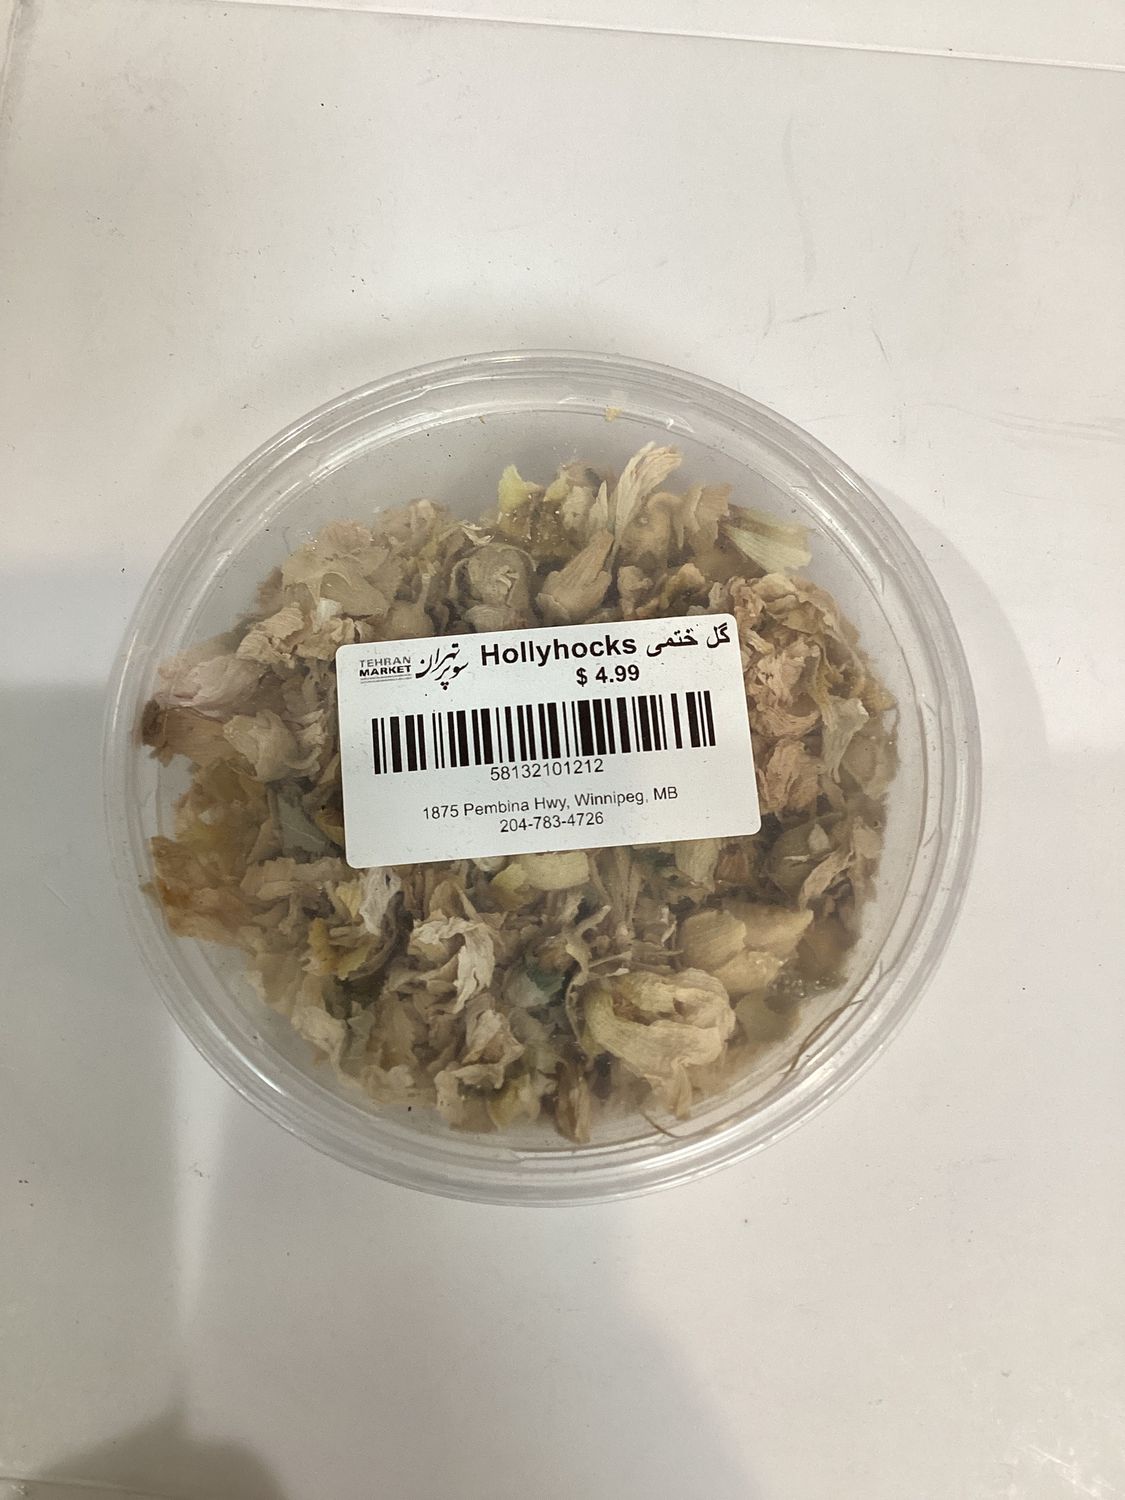 TEHRAN
MARKET
سوپر تهران
Hollyhocks گل ختمی
$ 4.99
58132101212
1875 Pembina Hwy, Winnipeg, MB
204-783-4726